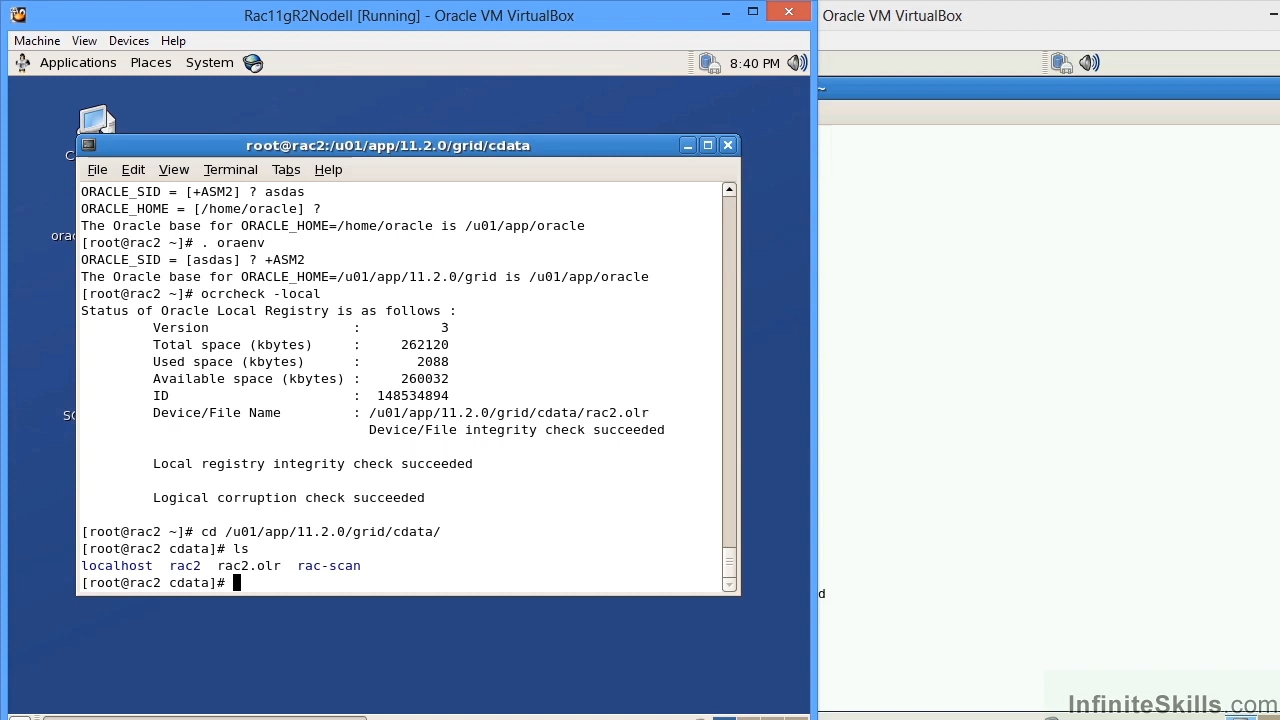 Rac11gR2NodeII [Running] - Oracle VM VirtualBox
Oracle VM VirtualBox
Machine View Devices Help
Applications Places System
8:40 PM
~
root@rac2:/u01/app/11.2.0/grid/cdata
File Edit View Terminal Tabs Help
ORACLE_SID = [+ASM2] ? asdas
ORACLE_HOME = [/home/oracle] ?
The Oracle base for ORACLE_HOME=/home/oracle is /u01/app/oracle
[root@rac2 ~]# . oraenv
ORACLE_SID = [asdas] ? +ASM2
The Oracle base for ORACLE_HOME=/u01/app/11.2.0/grid is /u01/app/oracle
[root@rac2 ~]# ocrcheck -local
Status of Oracle Local Registry is as follows :
Version : 3
Total space (kbytes) : 262120
Used space (kbytes) : 2088
Available space (kbytes) : 260032
ID : 148534894
Device/File Name : /u01/app/11.2.0/grid/cdata/rac2.olr
Device/File integrity check succeeded
Local registry integrity check succeeded
Logical corruption check succeeded
[root@rac2 ~]# cd /u01/app/11.2.0/grid/cdata/
[root@rac2 cdata]# ls
localhost rac2 rac2.olr rac-scan
[root@rac2 cdata]#
d
InfiniteSkills.com